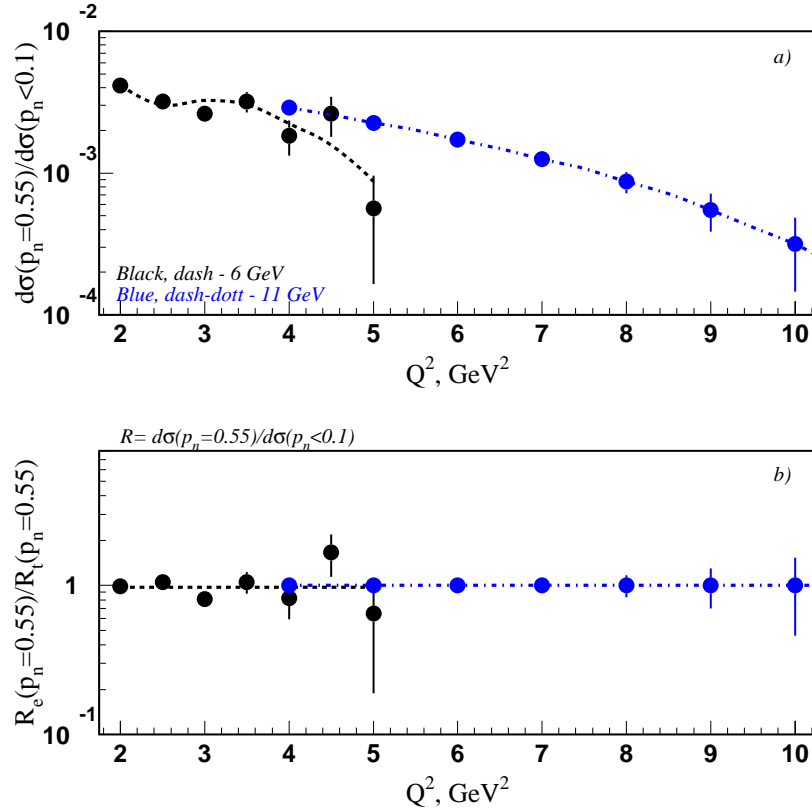 10 -2
a)
dσ(p_n=0.55)/dσ(p_n<0.1)
10 -3
Black, dash - 6 GeV
Blue, dash-dott - 11 GeV
10 -4
2 3 4 5 6 7 8 9 10
Q^2, GeV^2
R= dσ(p_n=0.55)/dσ(p_n<0.1)
b)
R_e(p_n=0.55)/R_t(p_n=0.55)
1
10 -1
2 3 4 5 6 7 8 9 10
Q^2, GeV^2